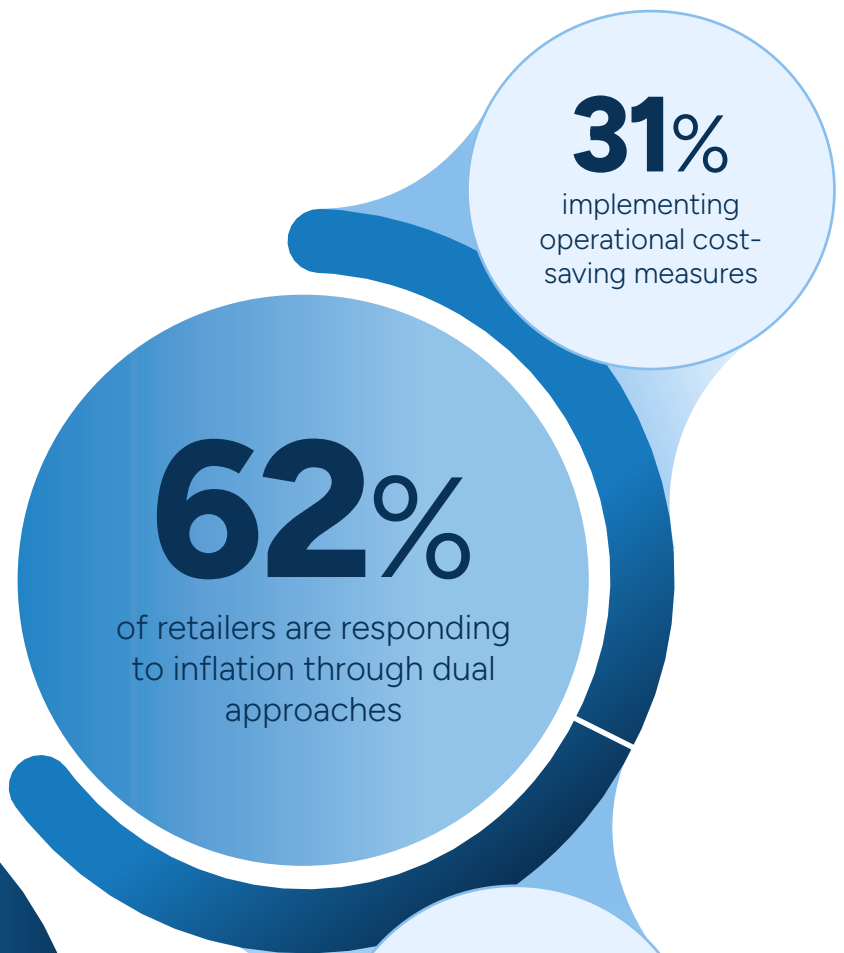 31%
implementing
operational cost-
saving measures
62%
of retailers are responding
to inflation through dual
approaches